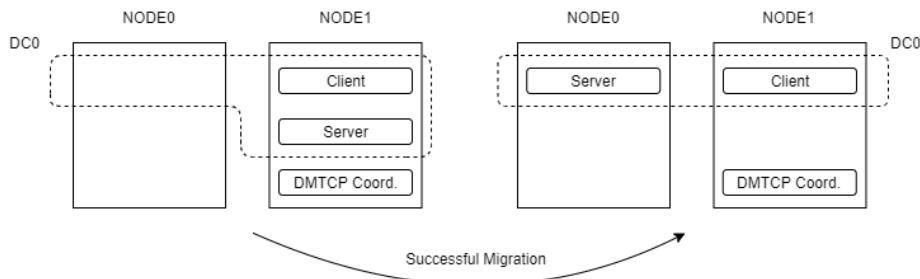 NODE0
NODE1
NODE0
NODE1
DC0
DC0
Client
Server
Client
Server
DMTCP Coord.
DMTCP Coord.
Successful Migration